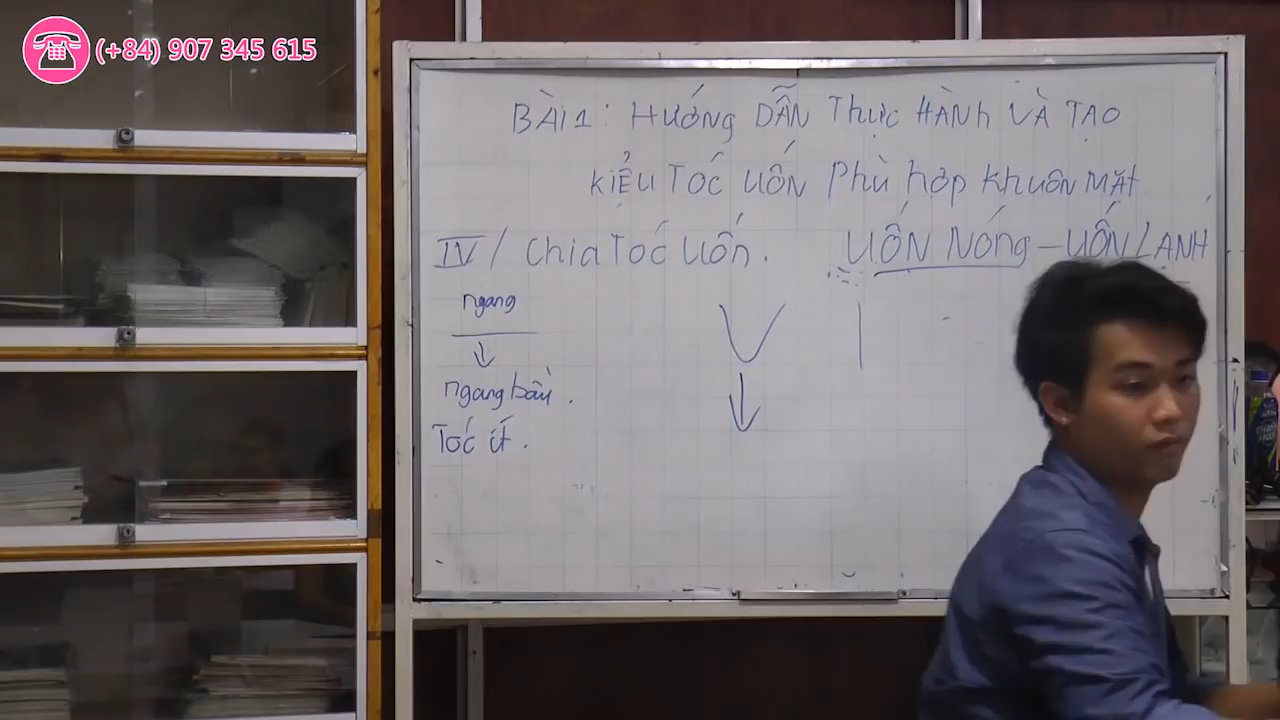 (+84) 907 345 615
BÀI 1: HƯỚNG DẪN THỰC HÀNH VÀ TẠO
KIỂU TÓC UỐN PHÙ HỢP KHUÔN MẶT
IV/ Chia Tóc Uốn. UỐN NÓNG - UỐN LẠNH
ngang
ngang bầu.
Tóc ít.